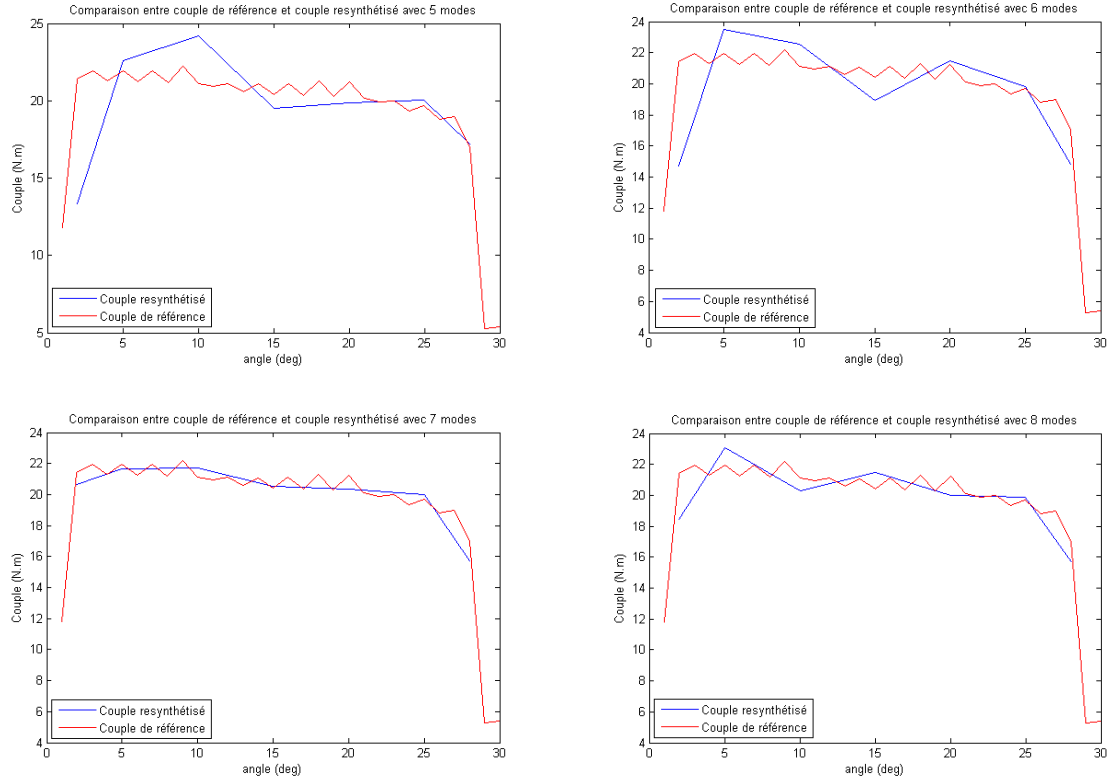 Comparaison entre couple de référence et couple resynthétisé avec 5 modes
25
20
15
10
5
Couple (N.m)
0 5 10 15 20 25 30
angle (deg)
Couple resynthétisé
Couple de référence
Comparaison entre couple de référence et couple resynthétisé avec 6 modes
24
22
20
18
16
14
12
10
8
6
4
Couple (N.m)
0 5 10 15 20 25 30
angle (deg)
Couple resynthétisé
Couple de référence
Comparaison entre couple de référence et couple resynthétisé avec 7 modes
24
22
20
18
16
14
12
10
8
6
4
Couple (N.m)
0 5 10 15 20 25 30
angle (deg)
Couple resynthétisé
Couple de référence
Comparaison entre couple de référence et couple resynthétisé avec 8 modes
24
22
20
18
16
14
12
10
8
6
4
Couple (N.m)
0 5 10 15 20 25 30
angle (deg)
Couple resynthétisé
Couple de référence